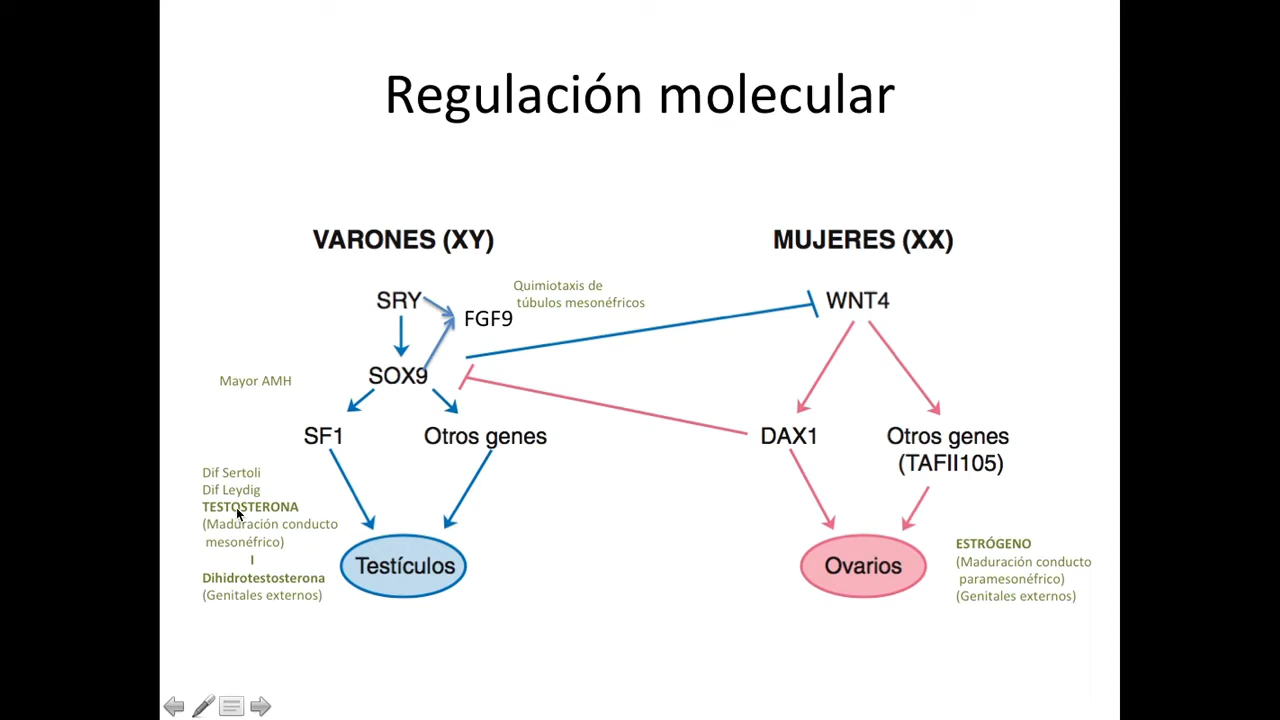 Regulación molecular
VARONES (XY)
MUJERES (XX)
SRY
Quimiotaxis de
túbulos mesonéfricos
FGF9
WNT4
SOX9
Mayor AMH
SF1
Otros genes
DAX1
Otros genes
(TAFII105)
Dif Sertoli
Dif Leydig
TESTOSTERONA
(Maduración conducto
mesonéfrico)
I
Dihidrotestosterona
(Genitales externos)
Testículos
Ovarios
ESTRÓGENO
(Maduración conducto
paramesonéfrico)
(Genitales externos)